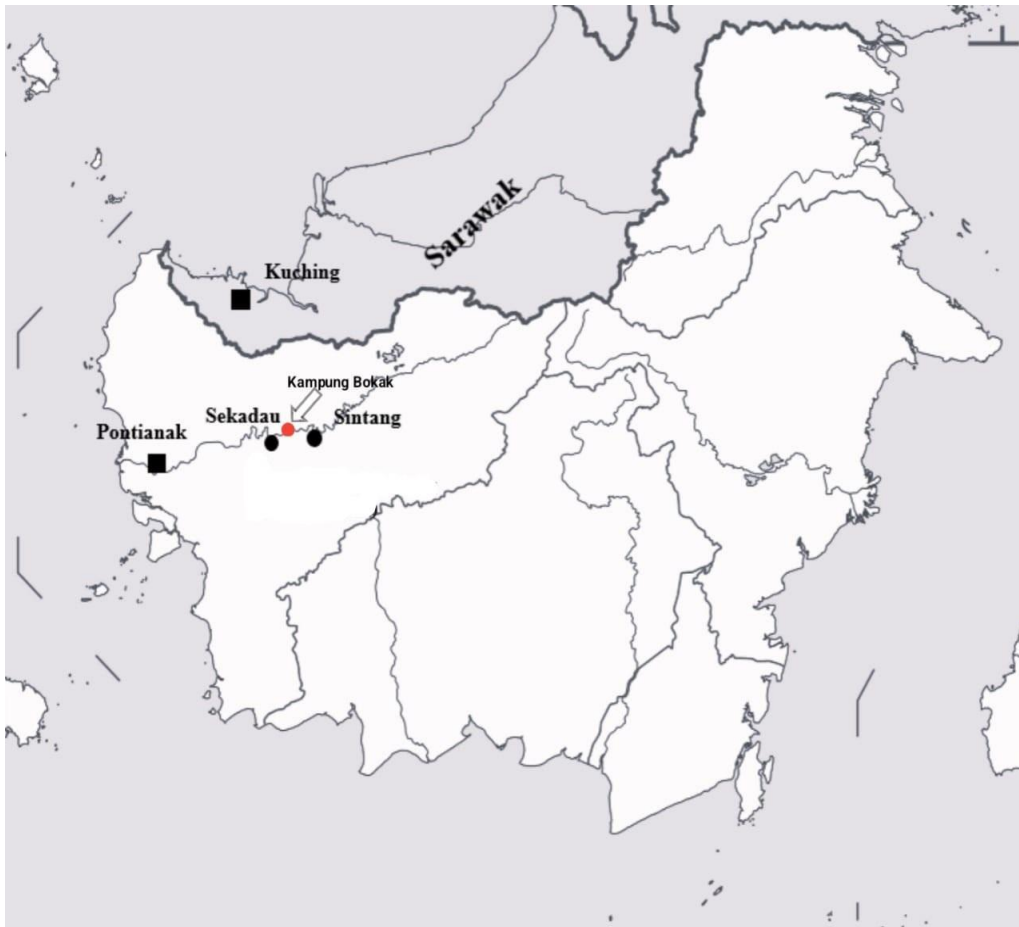 Sarawak
Kuching
Kampung Bokak
Sekadau
Sintang
Pontianak